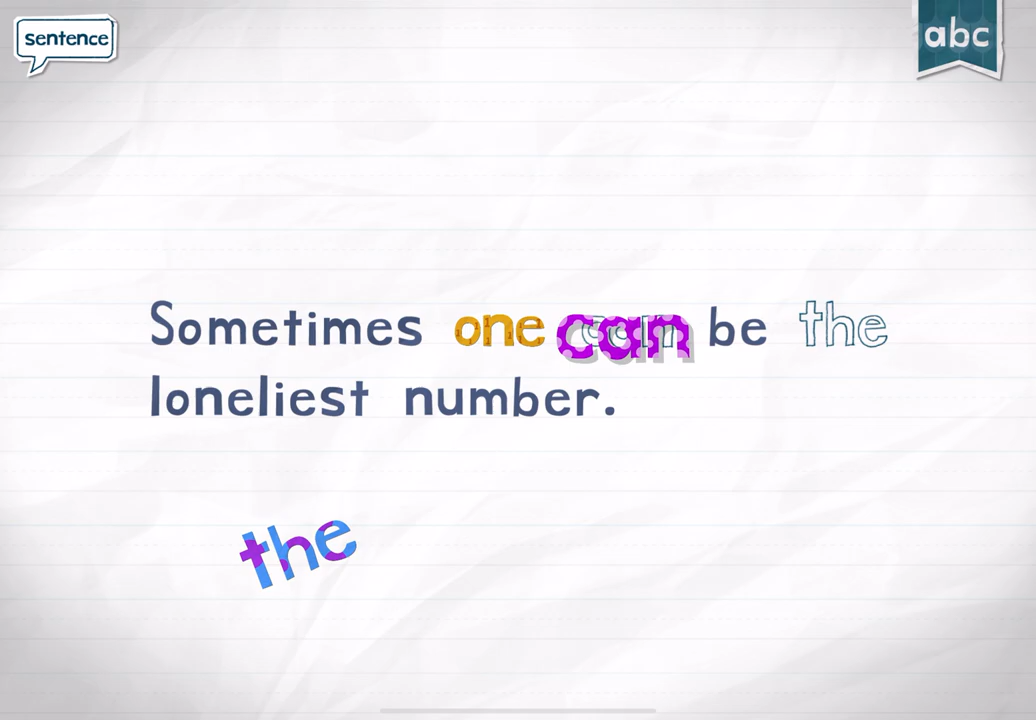 sentence
abc
Sometimes one can be the
loneliest number.
the